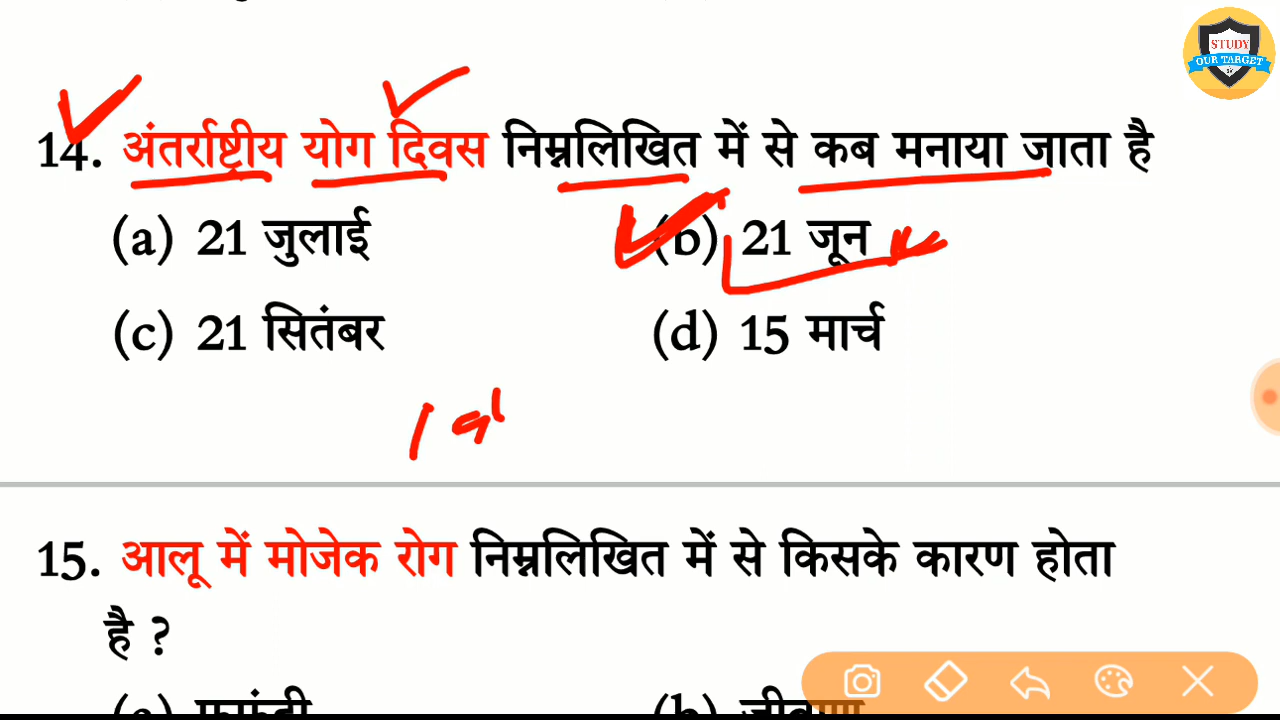 STUDY
OUR TARGET
14. अंतर्राष्ट्रीय योग दिवस निम्नलिखित में से कब मनाया जाता है
(a) 21 जुलाई (b) 21 जून
(c) 21 सितंबर (d) 15 मार्च
15. आलू में मोजेक रोग निम्नलिखित में से किसके कारण होता
है ?